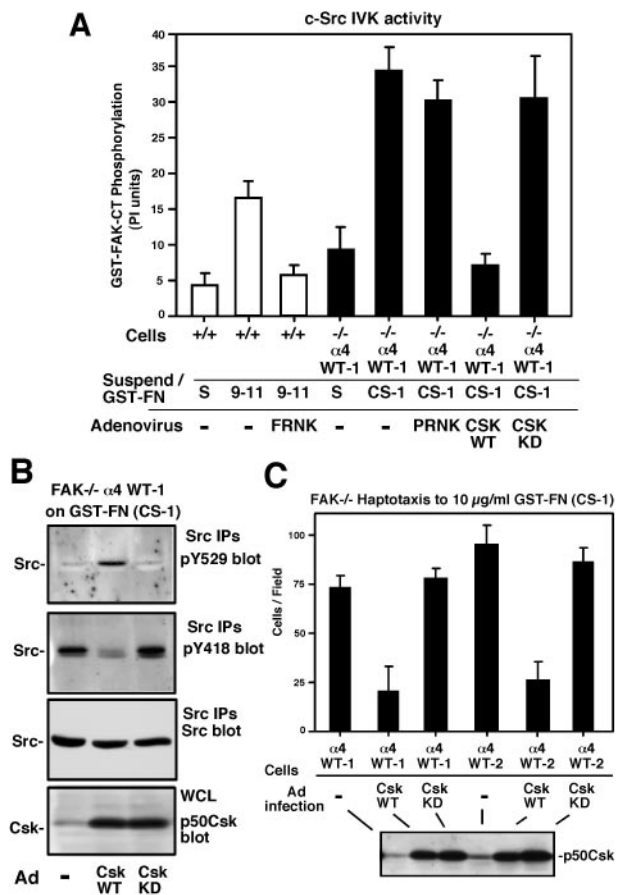 A
c-Src IVK activity
GST-FAK-CT Phosphorylation
(PI units)
40
35
30
25
20
15
10
5
0
Cells +/+ +/+ +/+ -/- -/- -/- -/- -/-
α4 α4 α4 α4 α4
WT-1 WT-1 WT-1 WT-1 WT-1
Suspend /
GST-FN S 9-11 9-11 S CS-1 CS-1 CS-1 CS-1
Adenovirus - - FRNK - - PRNK CSK CSK
WT KD
B
FAK-/- α4 WT-1
on GST-FN (CS-1)
Src IPs
Src- pY529 blot
Src IPs
Src- pY418 blot
Src IPs
Src- Src blot
WCL
Csk- p50Csk
blot
Ad - Csk Csk
WT KD
C
FAK-/- Haptotaxis to 10 µg/ml GST-FN (CS-1)
Cells / Field
100
75
50
25
0
α4 α4 α4 α4 α4 α4
WT-1 WT-1 WT-1 WT-2 WT-2 WT-2
Cells
Ad
infection - Csk Csk - Csk Csk
WT KD WT KD
-p50Csk